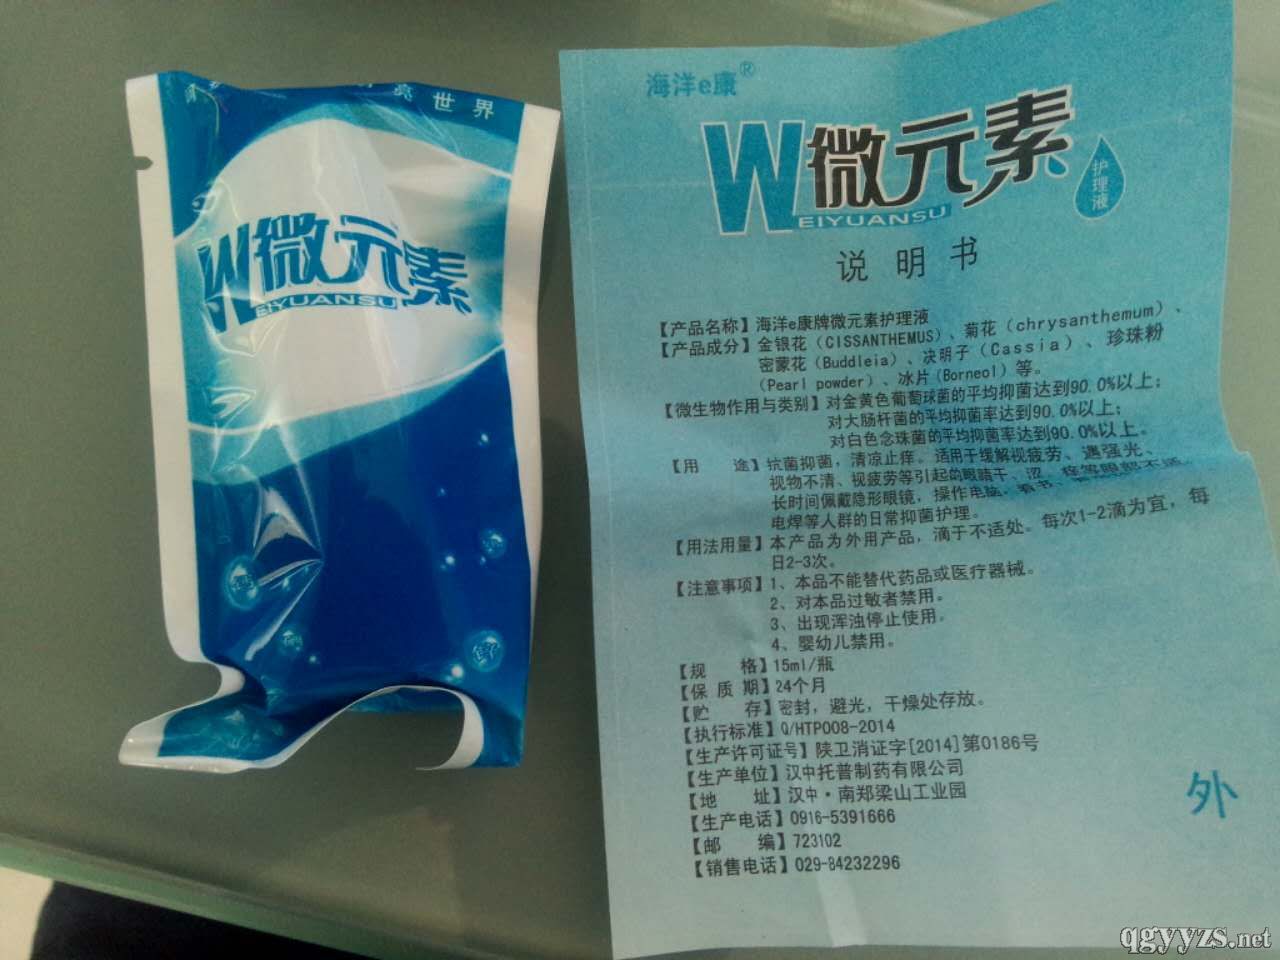 世界
W微元素
EIYUANSU
海洋e康®
W微元素
EIYUANSU
护理液
说明书
【产品名称】海洋e康牌微元素护理液
【产品成分】金银花（CISSANTHEMUS）、菊花（chrysanthemum）、
密蒙花（Buddleia）、决明子（Cassia）、珍珠粉
（Pearl powder）、冰片(Borneol）等。
【微生物作用与类别】对金黄色葡萄球菌的平均抑菌达到90.0%以上；
对大肠杆菌的平均抑菌率达到90.0%以上；
对白色念珠菌的平均抑菌率达到90.0%以上。
【用 途】抗菌抑菌，清凉止痒。适用于缓解视疲劳、遇强光、
视物不清、视疲劳等引起的眼睛干、涩、痒等眼部不适
长时间佩戴隐形眼镜，操作电脑、看书、
电焊等人群的日常抑菌护理。
【用法用量】本产品为外用产品，滴于不适处。每次1-2滴为宜，每
日2-3次。
【注意事项】1、本品不能替代药品或医疗器械。
2、对本品过敏者禁用。
3、出现浑浊停止使用。
4、婴幼儿禁用。
【规 格】15ml/瓶
【保 质 期】24个月
【贮 存】密封，避光，干燥处存放。
【执行标准】Q/HTP008-2014
【生产许可证号】陕卫消证字[2014]第0186号
【生产单位】汉中托普制药有限公司
【地 址】汉中·南郑梁山工业园
【生产电话】0916-5391666
【邮 编】723102
【销售电话】029-84232296
外
qgyyzs.net